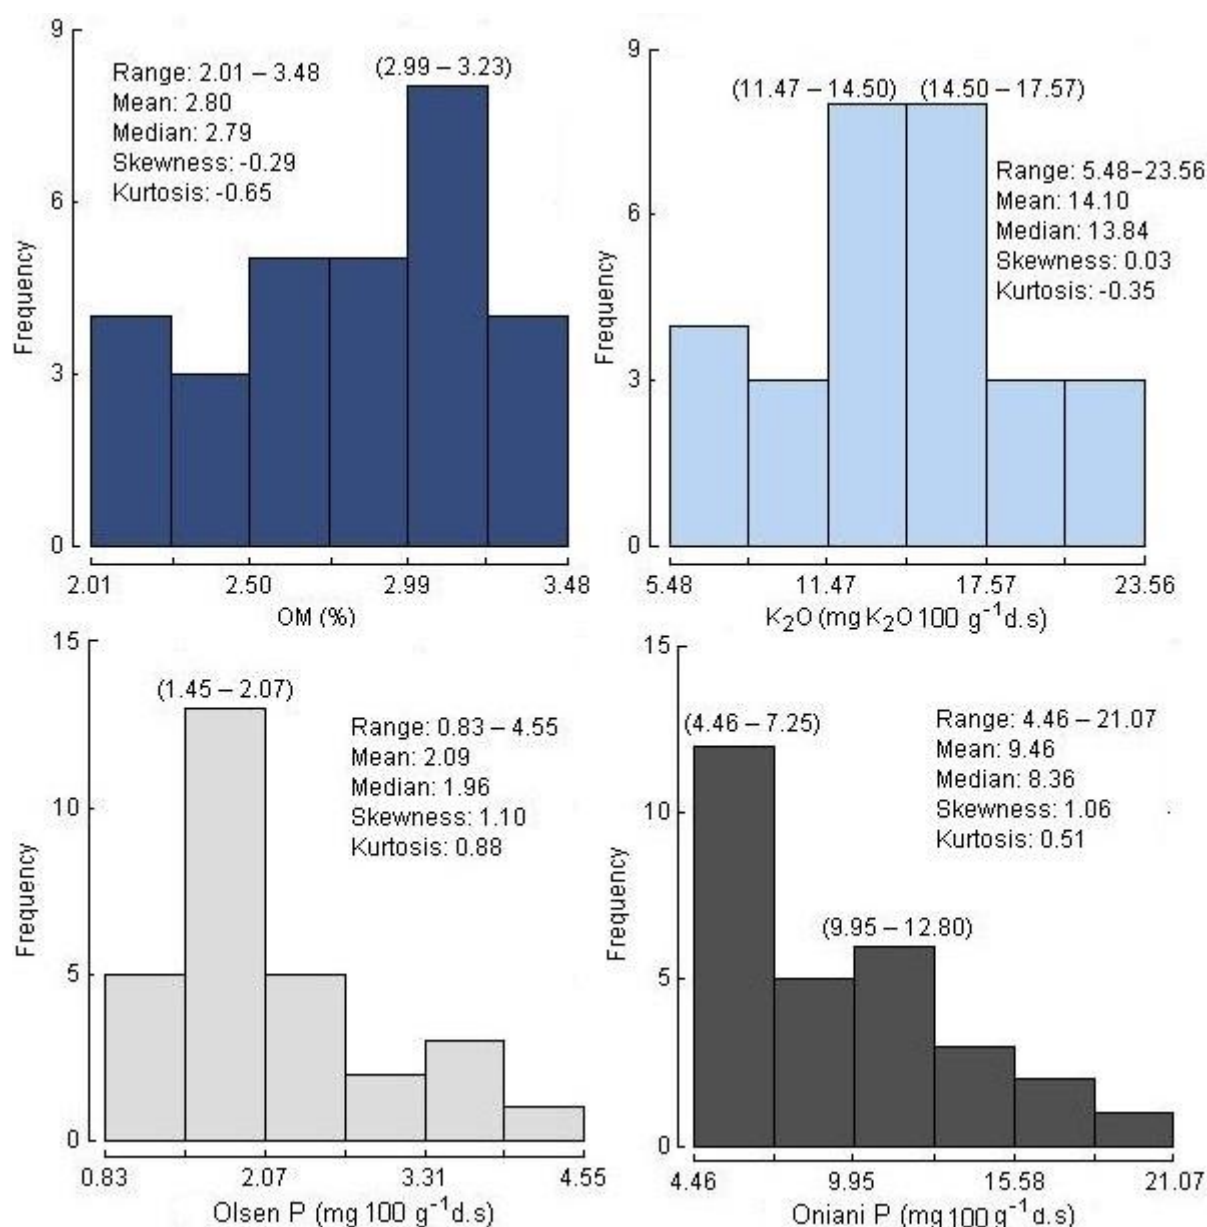 9
6
3
0
Frequency
Range: 2.01 – 3.48
Mean: 2.80
Median: 2.79
Skewness: -0.29
Kurtosis: -0.65
(2.99 – 3.23)
2.01 2.50 2.99 3.48
OM (%)
9
6
3
0
Frequency
(11.47 – 14.50) (14.50 – 17.57)
Range: 5.48–23.56
Mean: 14.10
Median: 13.84
Skewness: 0.03
Kurtosis: -0.35
5.48 11.47 17.57 23.56
K₂O (mg K₂O 100 g⁻¹d.s)
15
10
5
0
Frequency
(1.45 – 2.07)
Range: 0.83 – 4.55
Mean: 2.09
Median: 1.96
Skewness: 1.10
Kurtosis: 0.88
0.83 2.07 3.31 4.55
Olsen P (mg 100 g⁻¹d.s)
15
10
5
0
Frequency
(4.46 – 7.25)
(9.95 – 12.80)
Range: 4.46 – 21.07
Mean: 9.46
Median: 8.36
Skewness: 1.06
Kurtosis: 0.51
4.46 9.95 15.58 21.07
Oniani P (mg 100 g⁻¹d.s)